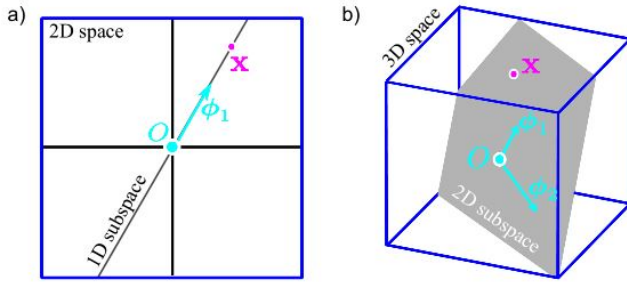 a)
2D space
x
ϕ₁
O
1D subspace
b)
3D space
x
ϕ₁
O
ϕ₂
2D subspace